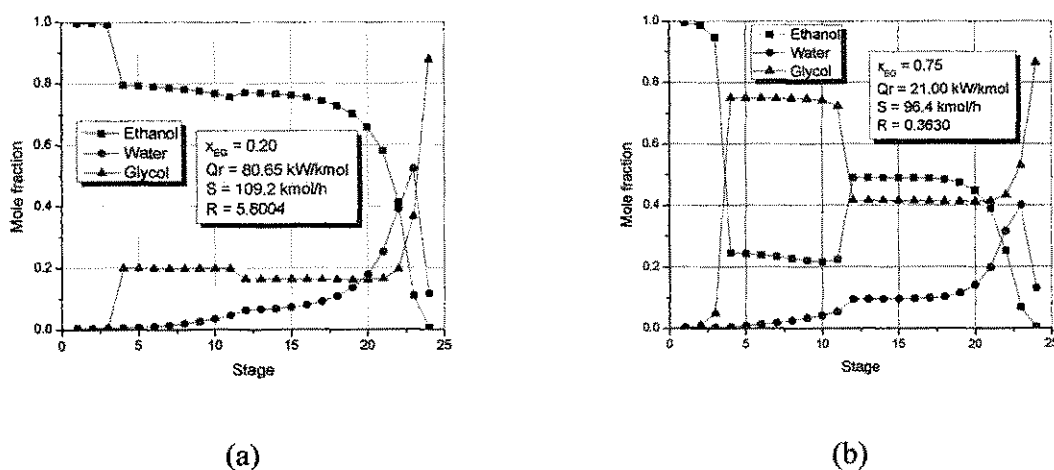 1.0
0.8
0.6
0.4
0.2
0.0
Mole fraction
Ethanol
Water
Glycol
x_EG = 0.20
Qr = 80.65 kW/kmol
S = 109.2 kmol/h
R = 5.8004
0 5 10 15 20 25
Stage
(a)
1.0
0.8
0.6
0.4
0.2
0.0
Mole fraction
Ethanol
Water
Glycol
x_EG = 0.75
Qr = 21.00 kW/kmol
S = 96.4 kmol/h
R = 0.3630
0 5 10 15 20 25
Stage
(b)